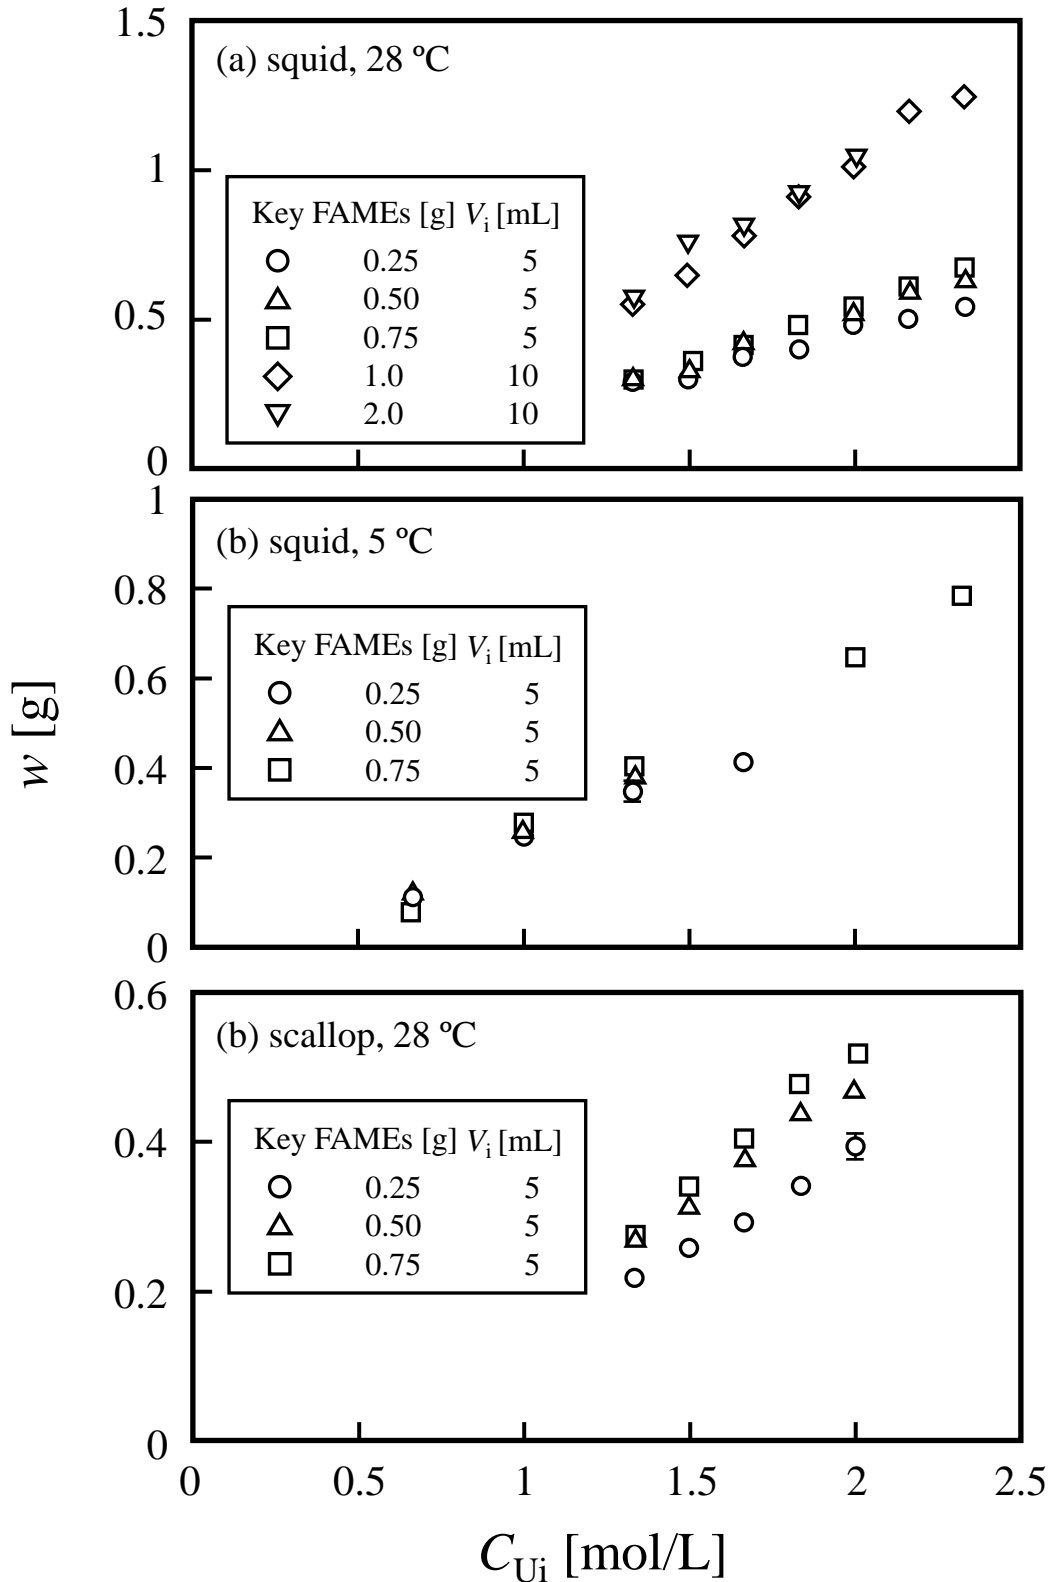 1.5
(a) squid, 28 ºC
1
Key FAMEs [g] Vi [mL]
0.25 5
0.50 5
0.75 5
1.0 10
2.0 10
0.5
0
1
(b) squid, 5 ºC
0.8
Key FAMEs [g] Vi [mL]
0.25 5
0.50 5
0.75 5
0.6
0.4
0.2
0
w [g]
0.6
(b) scallop, 28 ºC
Key FAMEs [g] Vi [mL]
0.25 5
0.50 5
0.75 5
0.4
0.2
0
0 0.5 1 1.5 2 2.5
CUi [mol/L]